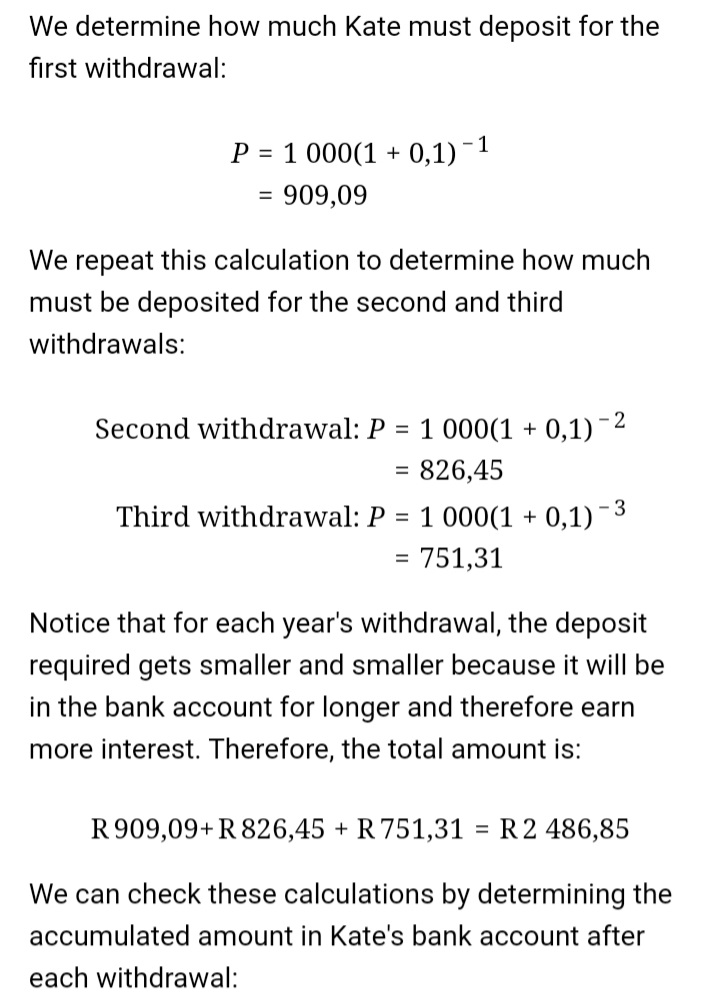 We determine how much Kate must deposit for the
first withdrawal:
P = 1 000(1 + 0,1)⁻¹
= 909,09
We repeat this calculation to determine how much
must be deposited for the second and third
withdrawals:
Second withdrawal: P = 1 000(1 + 0,1)⁻²
= 826,45
Third withdrawal: P = 1 000(1 + 0,1)⁻³
= 751,31
Notice that for each year's withdrawal, the deposit
required gets smaller and smaller because it will be
in the bank account for longer and therefore earn
more interest. Therefore, the total amount is:
R 909,09+ R 826,45 + R 751,31 = R 2 486,85
We can check these calculations by determining the
accumulated amount in Kate's bank account after
each withdrawal: